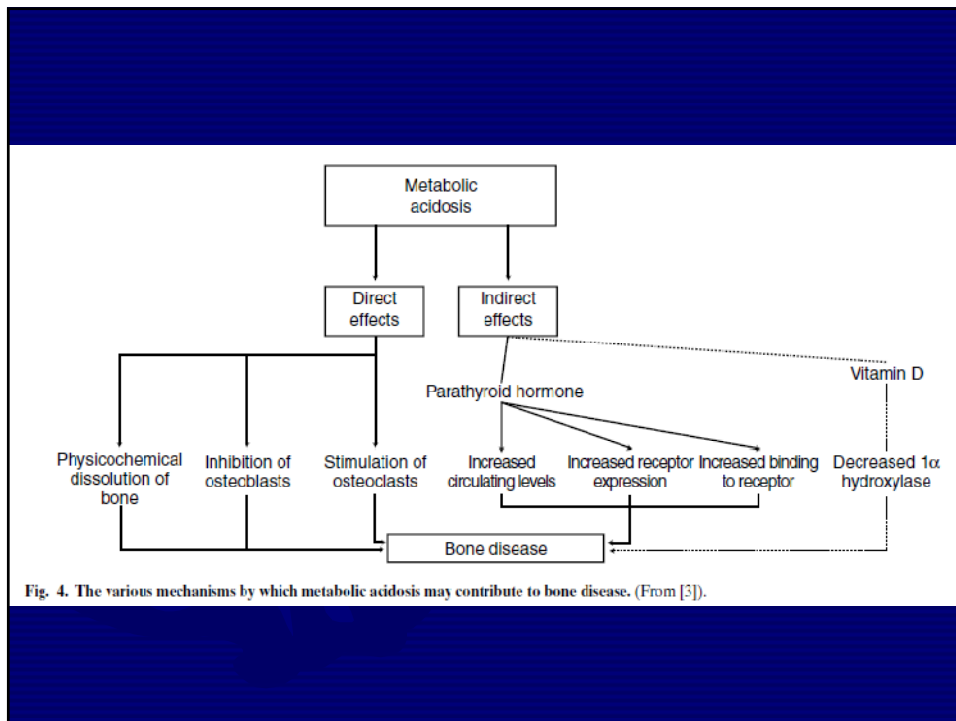 Metabolic
acidosis
Direct
effects
Indirect
effects
Vitamin D
Parathyroid hormone
Physicochemical
dissolution of
bone
Inhibition of
osteoblasts
Stimulation of
osteoclasts
Increased
circulating levels
Increased receptor
expression
Increased binding
to receptor
Decreased 1α
hydroxylase
Bone disease
Fig. 4. The various mechanisms by which metabolic acidosis may contribute to bone disease. (From [3]).